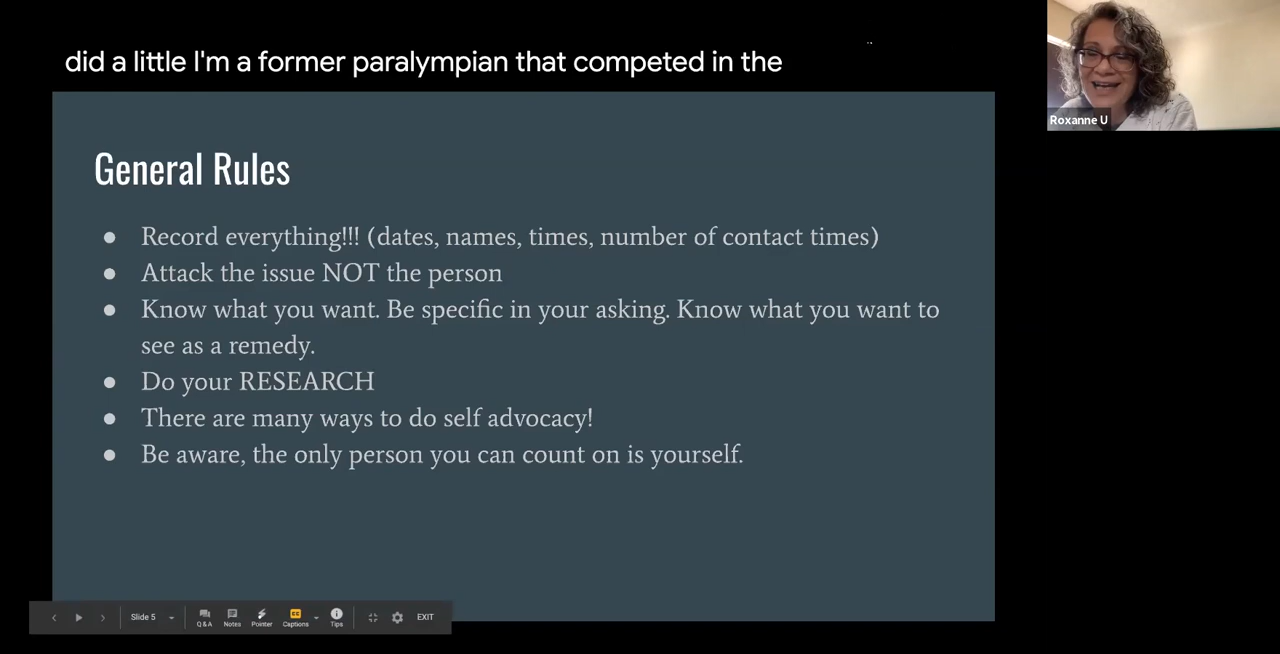 did a little I'm a former paralympian that competed in the
Roxanne U
General Rules
● Record everything!!! (dates, names, times, number of contact times)
● Attack the issue NOT the person
● Know what you want. Be specific in your asking. Know what you want to
see as a remedy.
● Do your RESEARCH
● There are many ways to do self advocacy!
● Be aware, the only person you can count on is yourself.
Slide 5 Q & A Notes Pointer CC Captions Tips EXIT